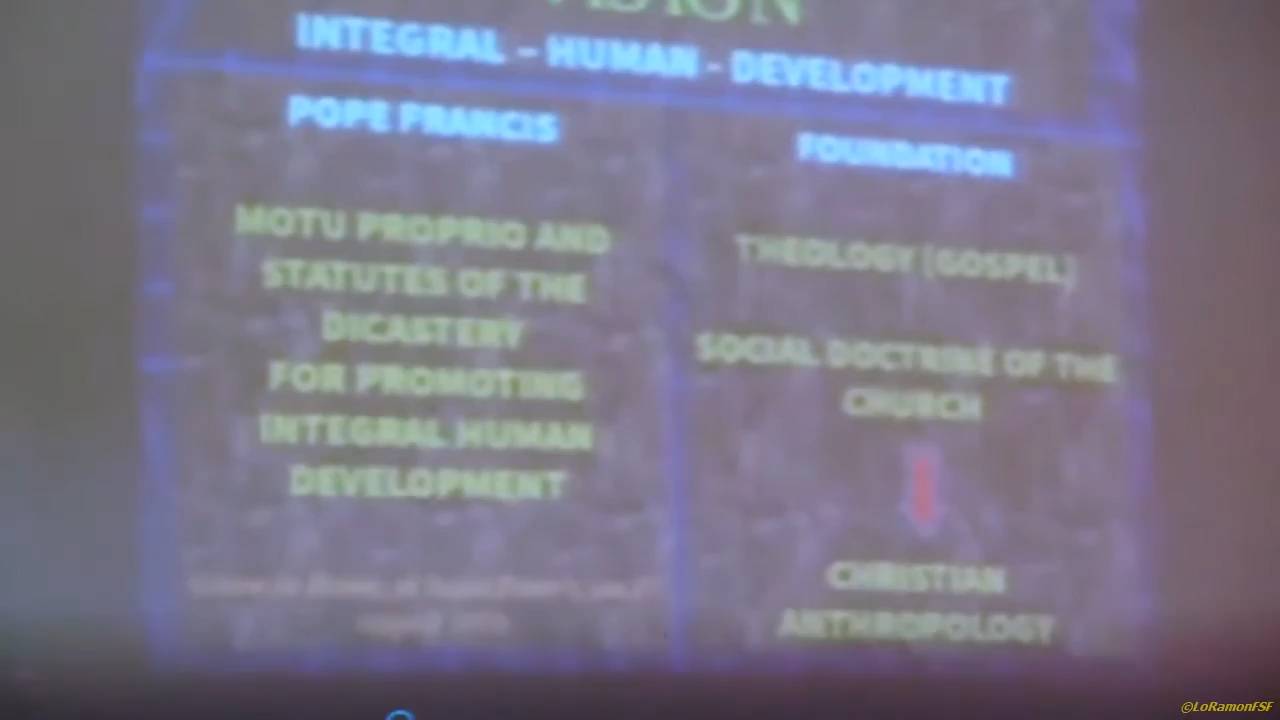 VISION
INTEGRAL – HUMAN - DEVELOPMENT
POPE FRANCIS
MOTU PROPRIO AND
STATUTES OF THE
DICASTERY
FOR PROMOTING
INTEGRAL HUMAN
DEVELOPMENT
FOUNDATION
THEOLOGY (GOSPEL)
SOCIAL DOCTRINE OF THE
CHURCH
CHRISTIAN
ANTHROPOLOGY
©LoRamonFSF